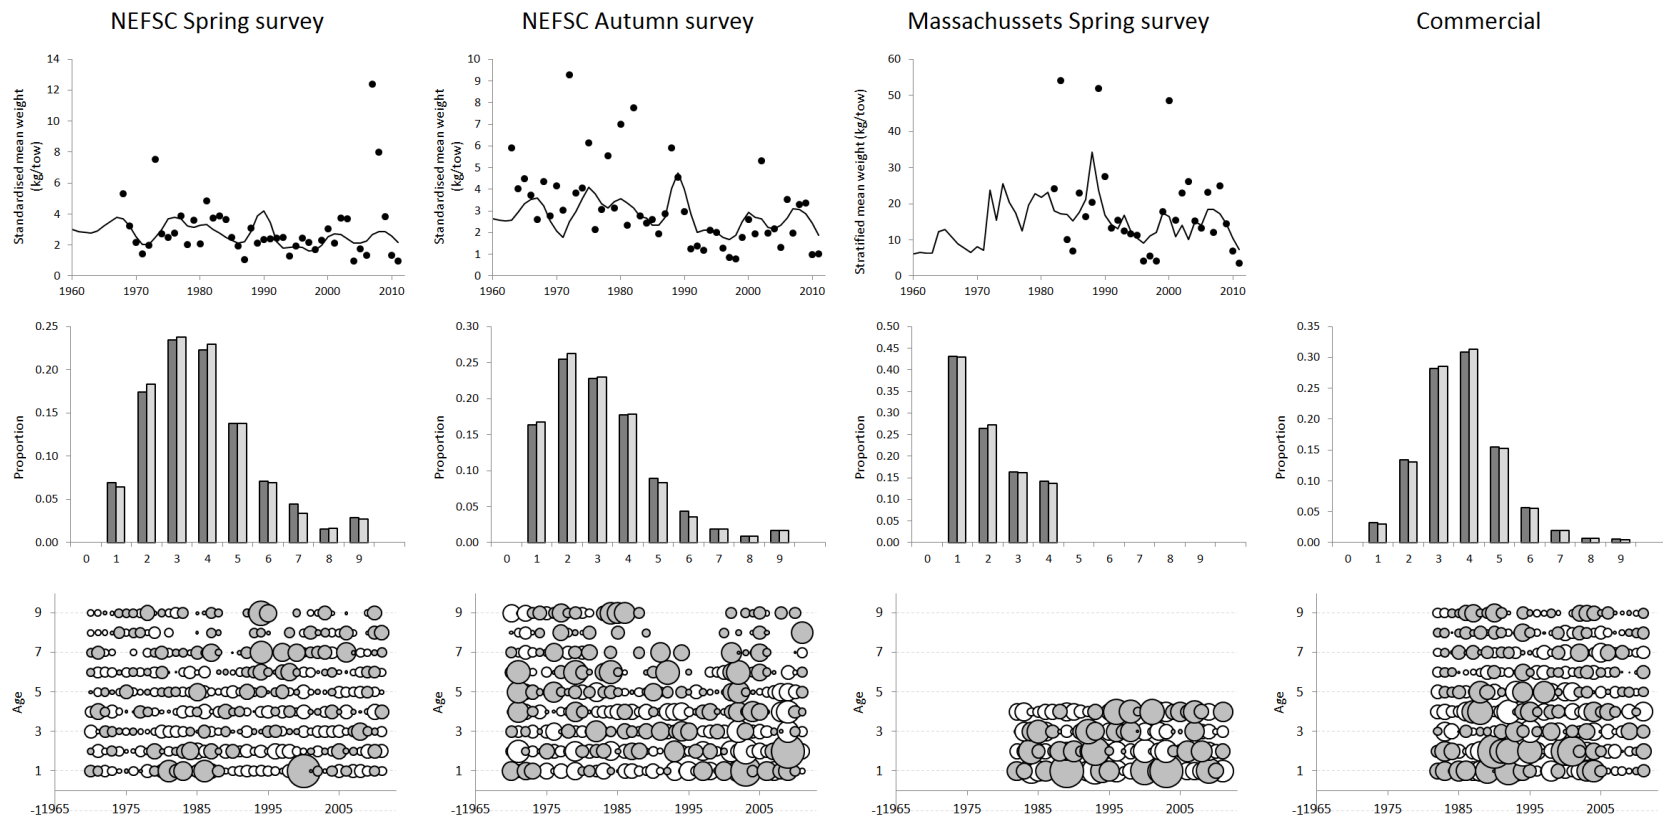 NEFSC Spring survey
NEFSC Autumn survey
Massachussets Spring survey
Commercial
Standardised mean weight
(kg/tow)
14
12
10
8
6
4
2
0
1960 1970 1980 1990 2000 2010
Standardised mean weight
(kg/tow)
10
9
8
7
6
5
4
3
2
1
0
1960 1970 1980 1990 2000 2010
Stratified mean weight (kg/tow)
60
50
40
30
20
10
0
1960 1970 1980 1990 2000 2010
Proportion
0.25
0.20
0.15
0.10
0.05
0.00
0 1 2 3 4 5 6 7 8 9
Proportion
0.30
0.25
0.20
0.15
0.10
0.05
0.00
0 1 2 3 4 5 6 7 8 9
Proportion
0.50
0.45
0.40
0.35
0.30
0.25
0.20
0.15
0.10
0.05
0.00
0 1 2 3 4 5 6 7 8 9
Proportion
0.35
0.30
0.25
0.20
0.15
0.10
0.05
0.00
0 1 2 3 4 5 6 7 8 9
Age
9
7
5
3
1
-1
1965 1975 1985 1995 2005
Age
9
7
5
3
1
-1
1965 1975 1985 1995 2005
Age
9
7
5
3
1
-1
1965 1975 1985 1995 2005
Age
9
7
5
3
1
-1
1965 1975 1985 1995 2005